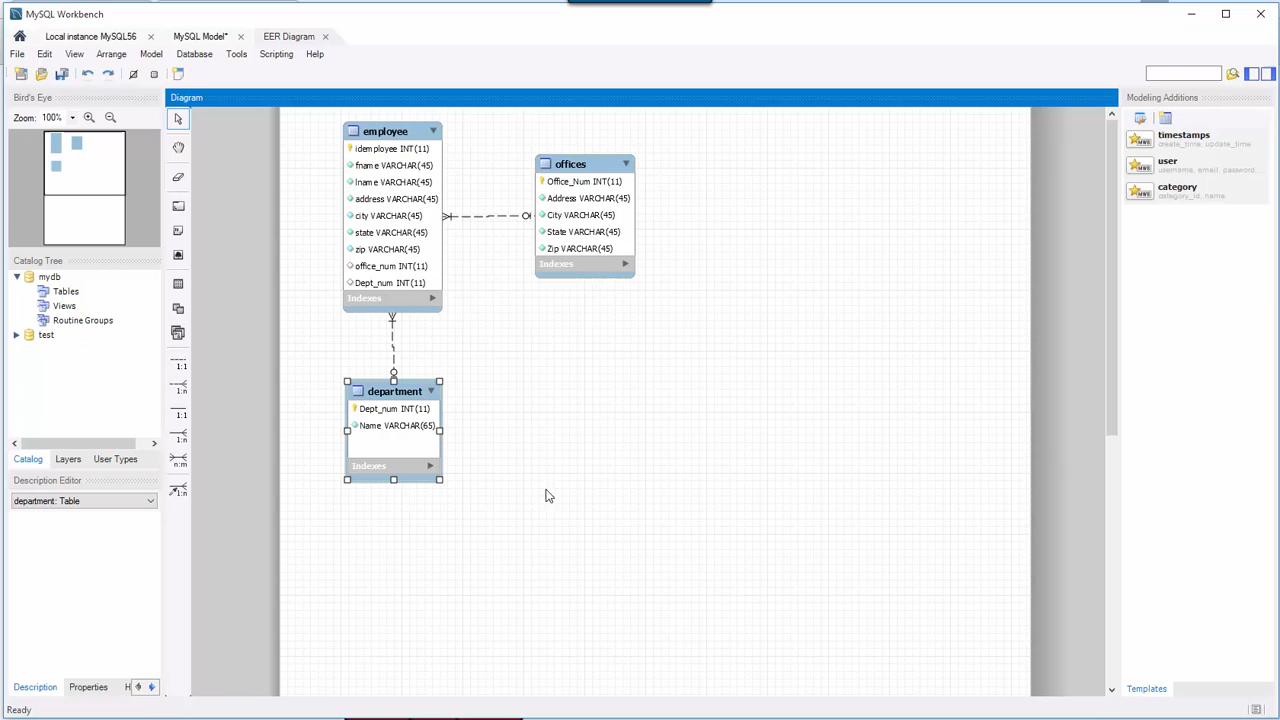 MySQL Workbench
Local instance MySQL56
MySQL Model*
EER Diagram
File Edit View Arrange Model Database Tools Scripting Help
Bird's Eye
Zoom: 100%
Catalog Tree
mydb
Tables
Views
Routine Groups
test
Catalog Layers User Types
Description Editor
department: Table
Description Properties H
Ready
1:1
1:n
1:1
1:n
n:m
1:n
Diagram
employee
idemployee INT(11)
fname VARCHAR(45)
lname VARCHAR(45)
address VARCHAR(45)
city VARCHAR(45)
state VARCHAR(45)
zip VARCHAR(45)
office_num INT(11)
Dept_num INT(11)
Indexes
offices
Office_Num INT(11)
Address VARCHAR(45)
City VARCHAR(45)
State VARCHAR(45)
Zip VARCHAR(45)
Indexes
department
Dept_num INT(11)
Name VARCHAR(65)
Indexes
Modeling Additions
timestamps
create_time, update_time
user
username, email, password...
category
category_id, name
Templates